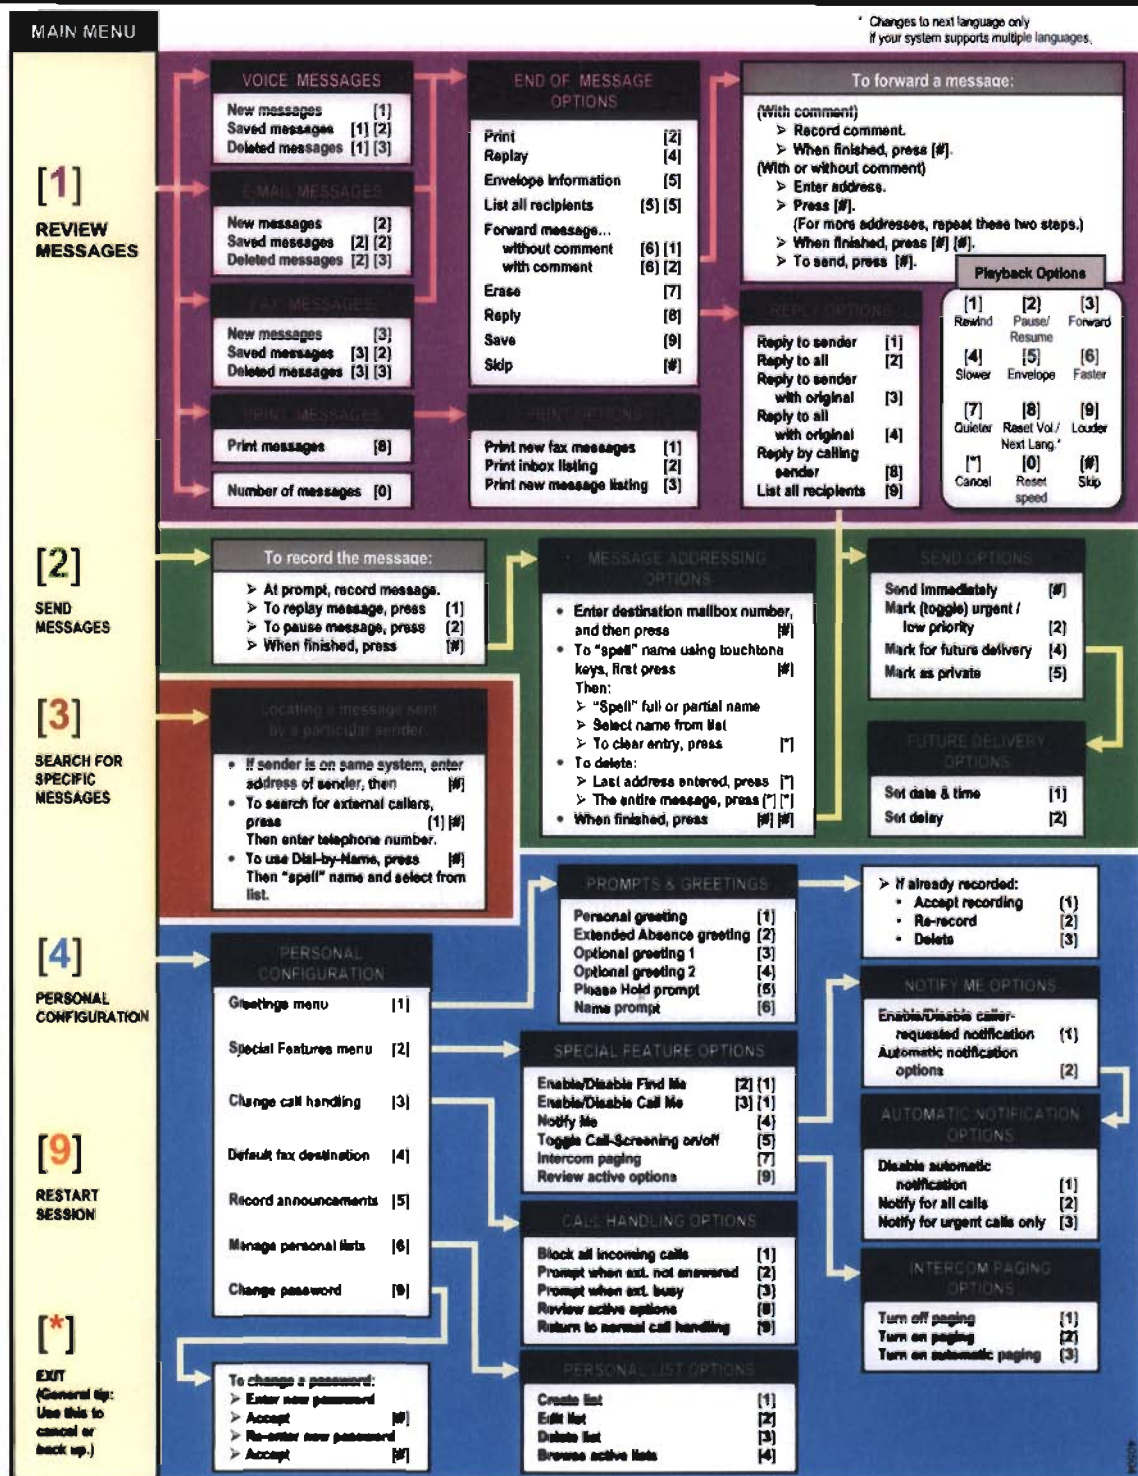 * Changes to next language only
if your system supports multiple languages.
MAIN MENU
[1]
REVIEW
MESSAGES
VOICE MESSAGES
New messages [1]
Saved messages [1] [2]
Deleted messages [1] [3]
E-MAIL MESSAGES
New messages [2]
Saved messages [2] [2]
Deleted messages [2] [3]
FAX MESSAGES
New messages [3]
Saved messages [3] [2]
Deleted messages [3] [3]
PRINT MESSAGES
Print messages [8]
Number of messages [0]
END OF MESSAGE
OPTIONS
Print [2]
Replay [4]
Envelope Information [5]
List all recipients [5] [5]
Forward message...
without comment [6] [1]
with comment [6] [2]
Erase [7]
Reply [8]
Save [9]
Skip [#]
PRINT OPTIONS
Print new fax messages [1]
Print inbox listing [2]
Print new message listing [3]
To forward a message:
(With comment)
➢ Record comment.
➢ When finished, press [#].
(With or without comment)
➢ Enter address.
➢ Press [#].
(For more addresses, repeat these two steps.)
➢ When finished, press [#] [#].
➢ To send, press [#].
REPLY OPTIONS
Reply to sender [1]
Reply to all [2]
Reply to sender
with original [3]
Reply to all
with original [4]
Reply by calling
sender [8]
List all recipients [9]
Playback Options
[1] [2] [3]
Rewind Pause/ Forward
Resume
[4] [5] [6]
Slower Envelope Faster
[7] [8] [9]
Quieter Reset Vol./ Louder
Next Lang.*
[*] [0] [#]
Cancel Reset Skip
speed
[2]
SEND
MESSAGES
To record the message:
➢ At prompt, record message.
➢ To replay message, press [1]
➢ To pause message, press [2]
➢ When finished, press [#]
MESSAGE ADDRESSING
OPTIONS
• Enter destination mailbox number,
and then press [#]
• To "spell" name using touchtone
keys, first press [#]
Then:
➢ "Spell" full or partial name
➢ Select name from list
➢ To clear entry, press [*]
• To delete:
➢ Last address entered, press [*]
➢ The entire message, press [*] [*]
• When finished, press [#] [#]
SEND OPTIONS
Send immediately [#]
Mark (toggle) urgent /
low priority [2]
Mark for future delivery [4]
Mark as private [5]
FUTURE DELIVERY
OPTIONS
Set date & time [1]
Set delay [2]
[3]
SEARCH FOR
SPECIFIC
MESSAGES
Locating a message sent
by a particular sender
• If sender is on same system, enter
address of sender, then [#]
• To search for external callers,
press [1] [#]
Then enter telephone number.
• To use Dial-by-Name, press [#]
Then "spell" name and select from
list.
[4]
PERSONAL
CONFIGURATION
PERSONAL
CONFIGURATION
Greetings menu [1]
Special Features menu [2]
Change call handling [3]
Default fax destination [4]
Record announcements [5]
Manage personal lists [6]
Change password [9]
To change a password:
➢ Enter new password
➢ Accept [#]
➢ Re-enter new password
➢ Accept [#]
PROMPTS & GREETINGS
Personal greeting [1]
Extended Absence greeting [2]
Optional greeting 1 [3]
Optional greeting 2 [4]
Please Hold prompt [5]
Name prompt [6]
➢ If already recorded:
• Accept recording [1]
• Re-record [2]
• Delete [3]
SPECIAL FEATURE OPTIONS
Enable/Disable Find Me [2] [1]
Enable/Disable Call Me [3] [1]
Notify Me [4]
Toggle Call-Screening on/off [5]
Intercom paging [7]
Review active options [9]
NOTIFY ME OPTIONS
Enable/Disable caller-
requested notification [1]
Automatic notification
options [2]
AUTOMATIC NOTIFICATION
OPTIONS
Disable automatic
notification [1]
Notify for all calls [2]
Notify for urgent calls only [3]
CALL HANDLING OPTIONS
Block all incoming calls [1]
Prompt when ext. not answered [2]
Prompt when ext. busy [3]
Review active options [8]
Return to normal call handling [9]
INTERCOM PAGING
OPTIONS
Turn off paging [1]
Turn on paging [2]
Turn on automatic paging [3]
PERSONAL LIST OPTIONS
Create list [1]
Edit list [2]
Delete list [3]
Browse active lists [4]
[9]
RESTART
SESSION
[*]
EXIT
(General tip:
Use this to
cancel or
back up.)